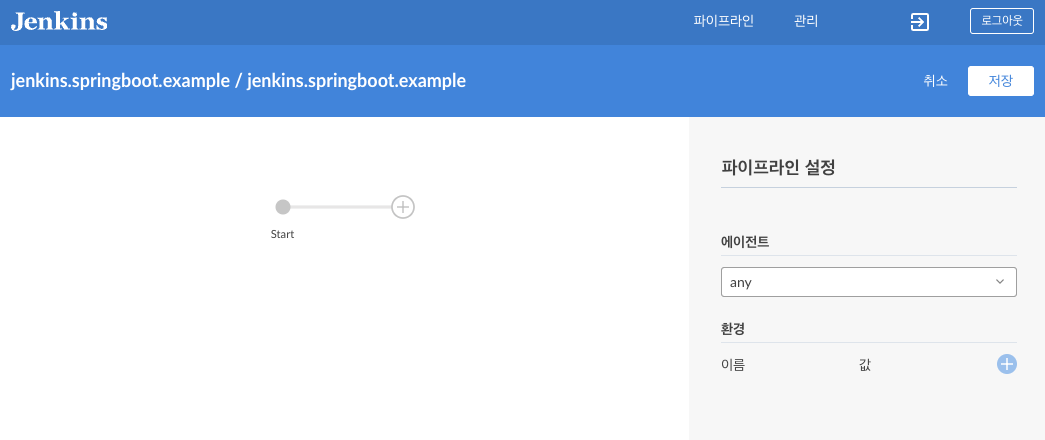 Jenkins 파이프라인 관리 로그아웃
jenkins.springboot.example / jenkins.springboot.example 취소 저장
파이프라인 설정
Start
에이전트
any
환경
이름 값